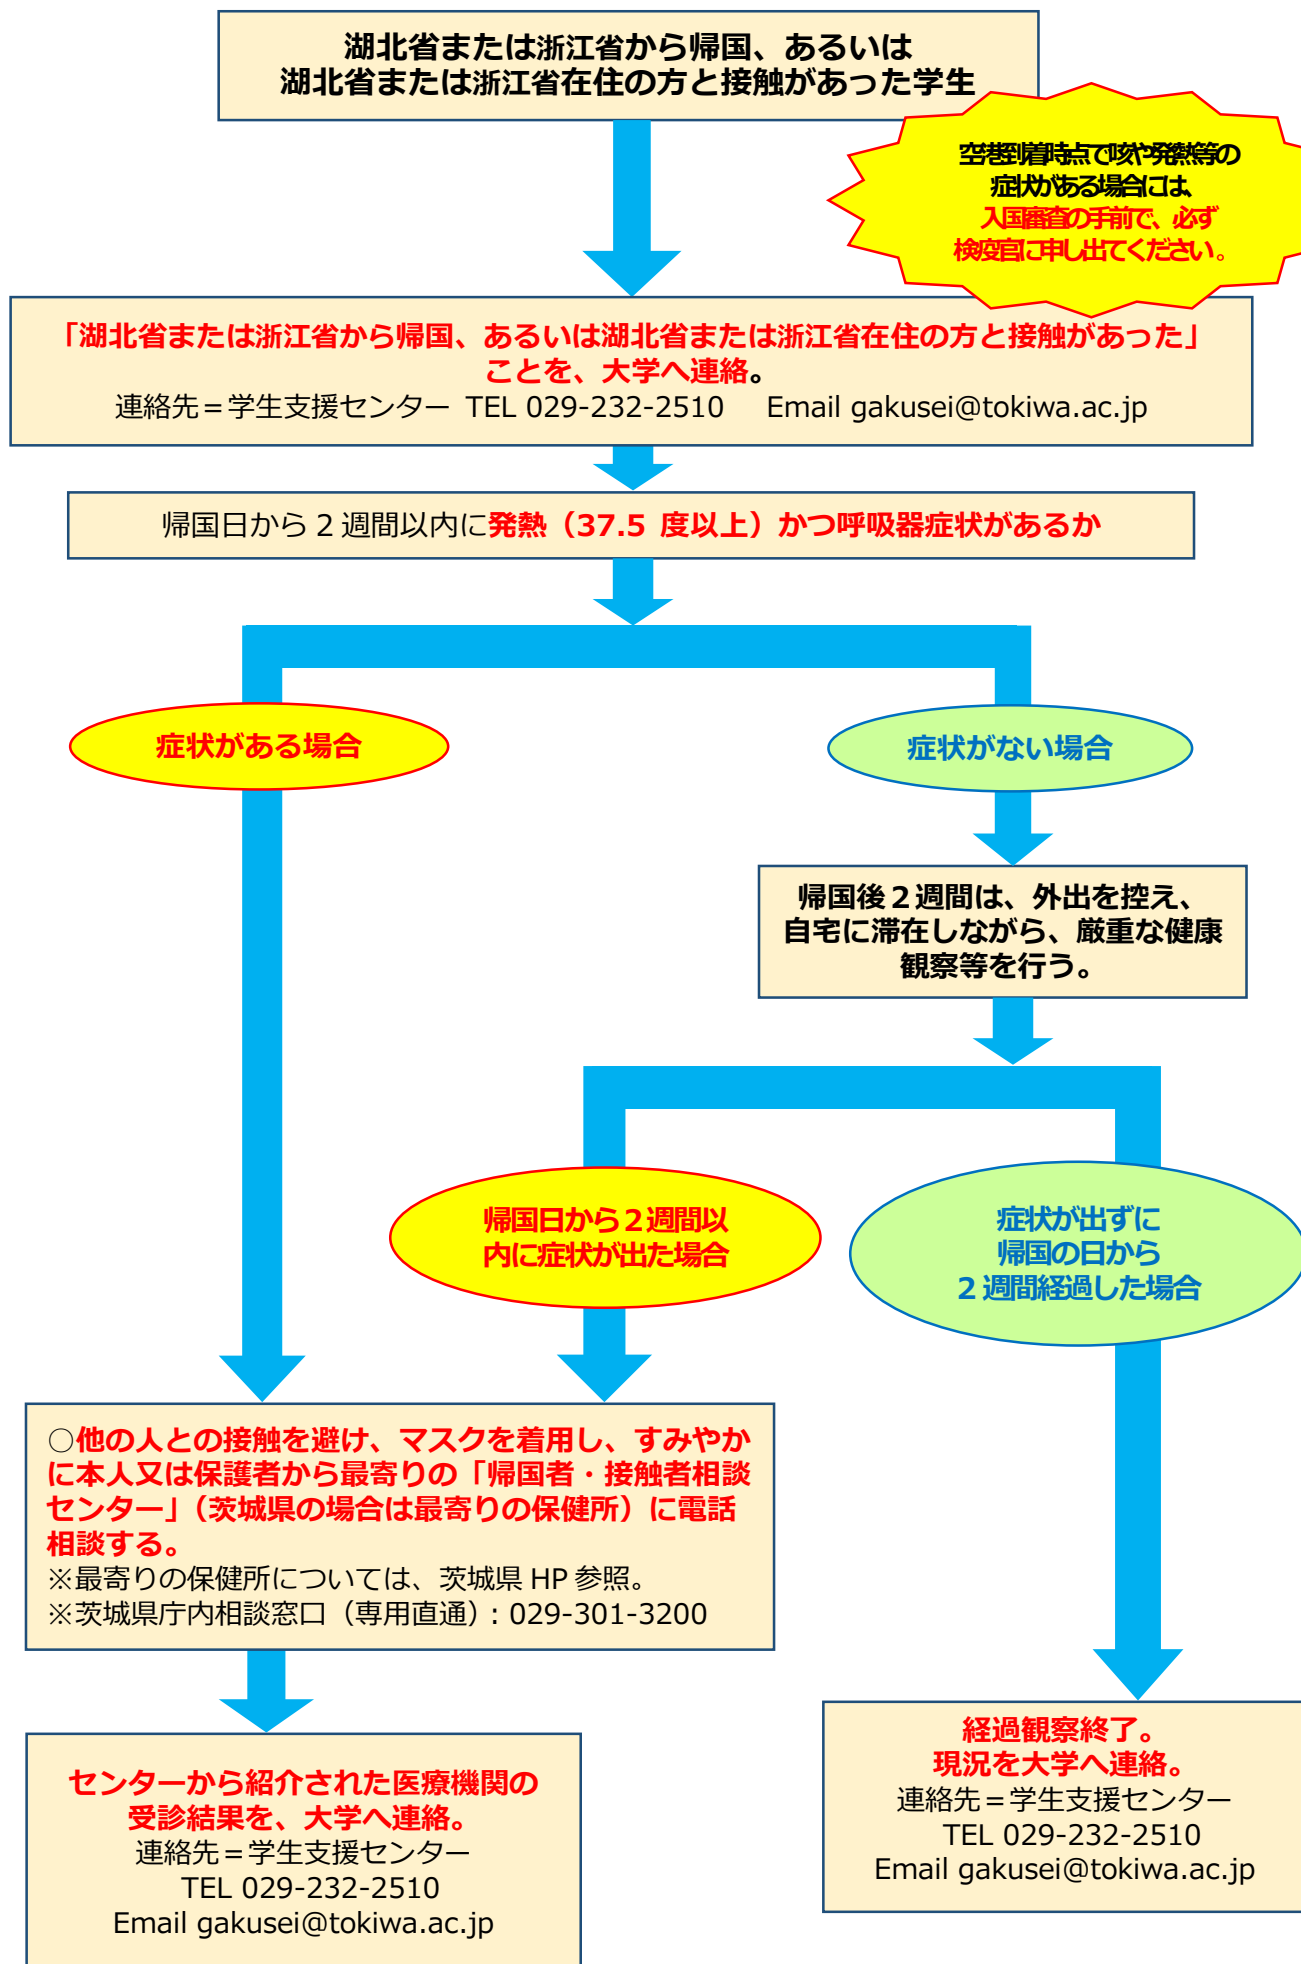 湖北省または浙江省から帰国、あるいは
湖北省または浙江省在住の方と接触があった学生
空港到着時点で咳や発熱等の
症状がある場合には、
入国審査の手前で、必ず
検疫官に申し出てください。
「湖北省または浙江省から帰国、あるいは湖北省または浙江省在住の方と接触があった」
ことを、大学へ連絡。
連絡先＝学生支援センター TEL 029-232-2510 Email gakusei@tokiwa.ac.jp
帰国日から２週間以内に発熱（37.5 度以上）かつ呼吸器症状があるか
症状がある場合
症状がない場合
帰国後２週間は、外出を控え、
自宅に滞在しながら、厳重な健康
観察等を行う。
帰国日から２週間以
内に症状が出た場合
症状が出ずに
帰国の日から
２週間経過した場合
○他の人との接触を避け、マスクを着用し、すみやか
に本人又は保護者から最寄りの「帰国者・接触者相談
センター」（茨城県の場合は最寄りの保健所）に電話
相談する。
※最寄りの保健所については、茨城県 HP 参照。
※茨城県庁内相談窓口（専用直通）：029-301-3200
センターから紹介された医療機関の
受診結果を、大学へ連絡。
連絡先＝学生支援センター
TEL 029-232-2510
Email gakusei@tokiwa.ac.jp
経過観察終了。
現況を大学へ連絡。
連絡先＝学生支援センター
TEL 029-232-2510
Email gakusei@tokiwa.ac.jp